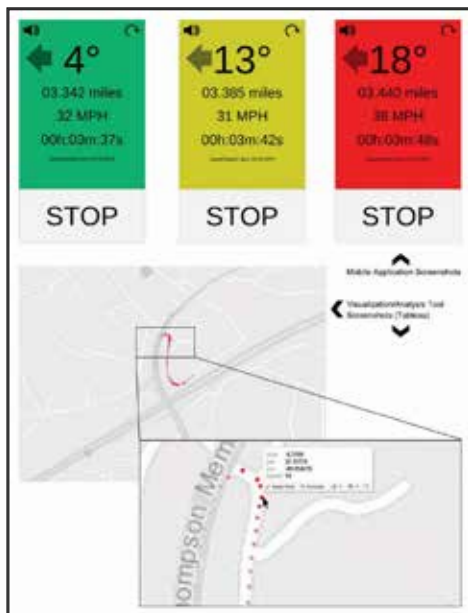 4°
03.342 miles
32 MPH
00h:03m:37s
STOP
13°
03.385 miles
31 MPH
00h:03m:42s
STOP
18°
03.440 miles
36 MPH
00h:03m:48s
STOP
Mobile Application Screenshots
Visualization/Analysis Tool
Screenshots (Tableau)
ompson Mem